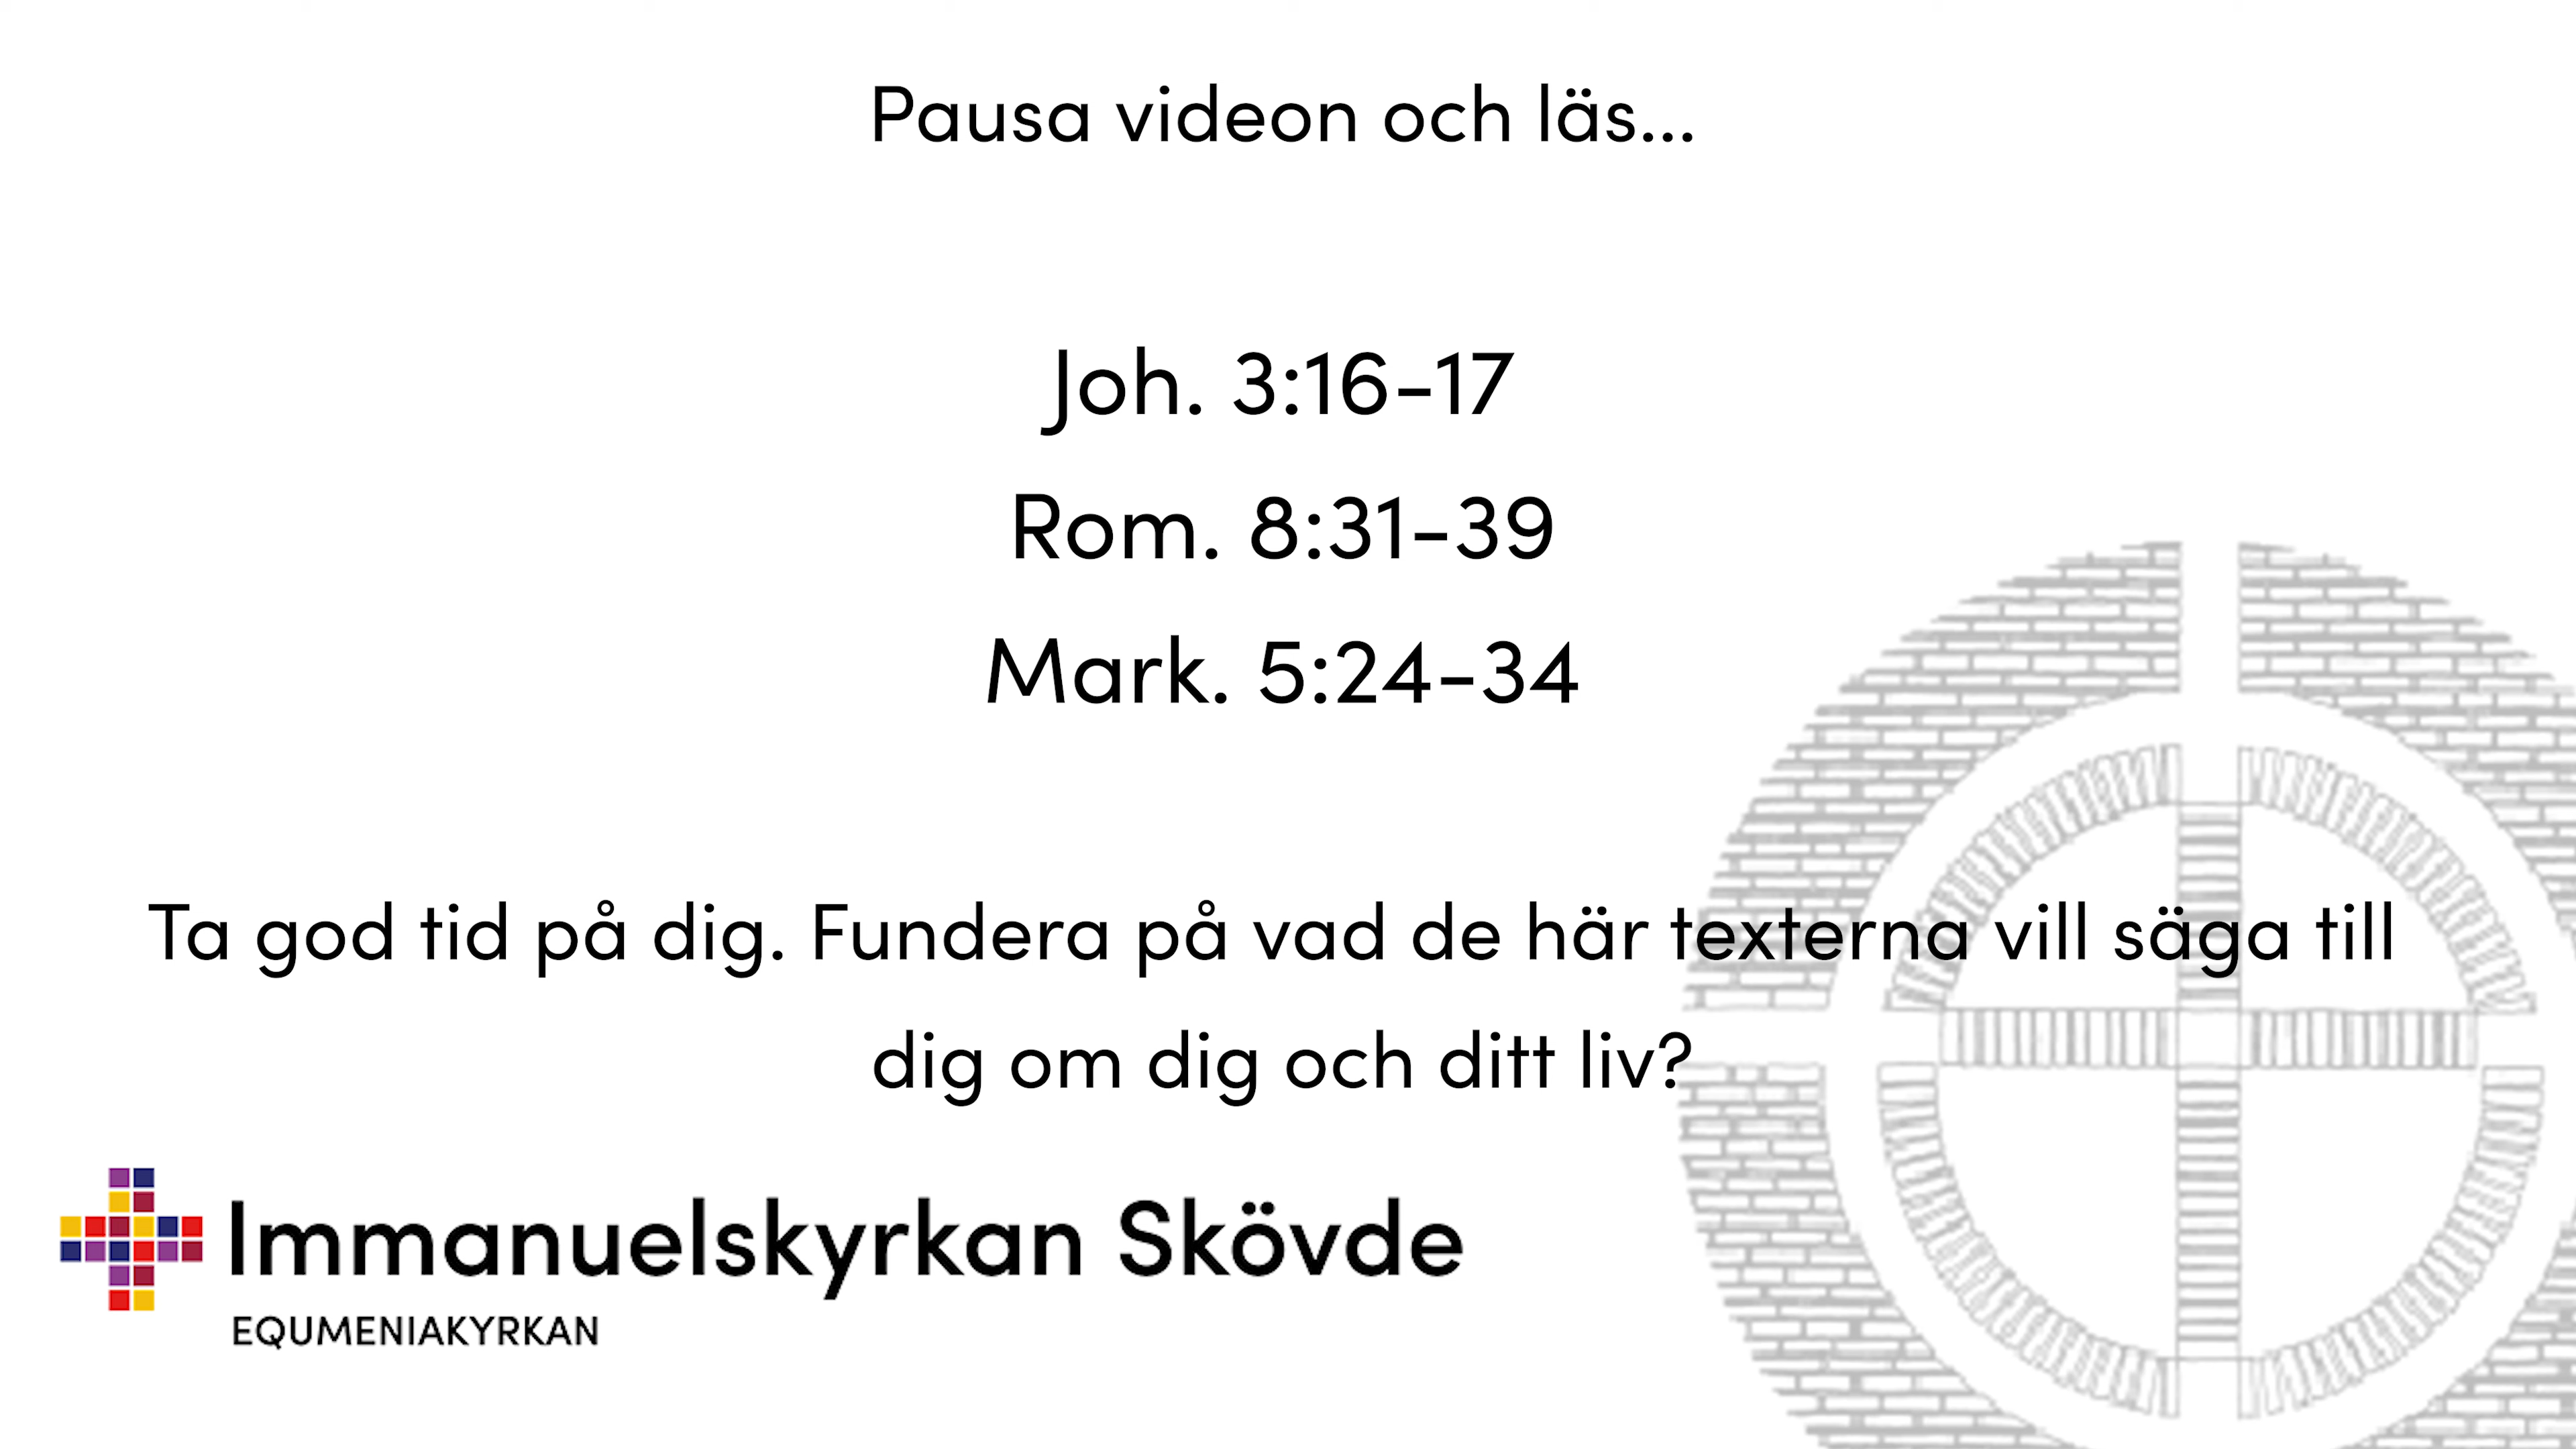 Pausa videon och läs...
Joh. 3:16-17
Rom. 8:31-39
Mark. 5:24-34
Ta god tid på dig. Fundera på vad de här texterna vill säga till
dig om dig och ditt liv?
Immanuelskyrkan Skövde
EQUMENIAKYRKAN